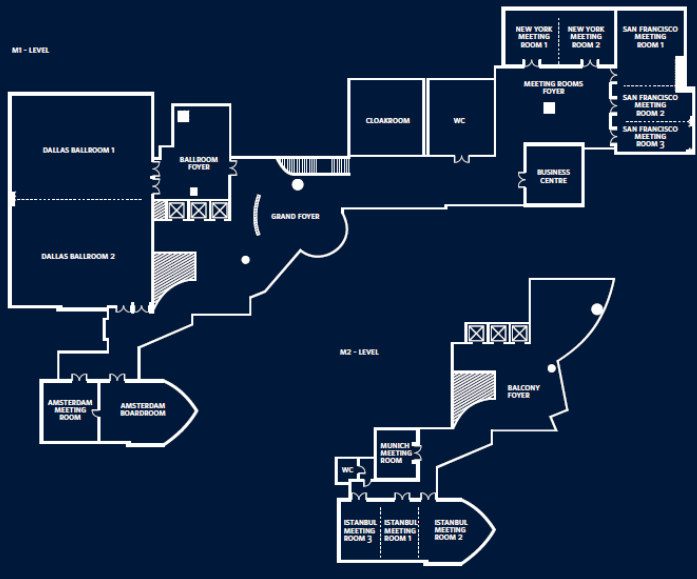 M1 - LEVEL
NEW YORK
MEETING
ROOM 1
NEW YORK
MEETING
ROOM 2
SAN FRANCISCO
MEETING
ROOM 1
MEETING ROOMS
FOYER
SAN FRANCISCO
MEETING
ROOM 2
SAN FRANCISCO
MEETING
ROOM 3
CLOAKROOM
WC
DALLAS BALLROOM 1
BALLROOM
FOYER
BUSINESS
CENTRE
GRAND FOYER
DALLAS BALLROOM 2
M2 - LEVEL
AMSTERDAM
MEETING
ROOM
AMSTERDAM
BOARDROOM
BALCONY
FOYER
MUNICH
MEETING
ROOM
WC
ISTANBUL
MEETING
ROOM 3
ISTANBUL
MEETING
ROOM 1
ISTANBUL
MEETING
ROOM 2